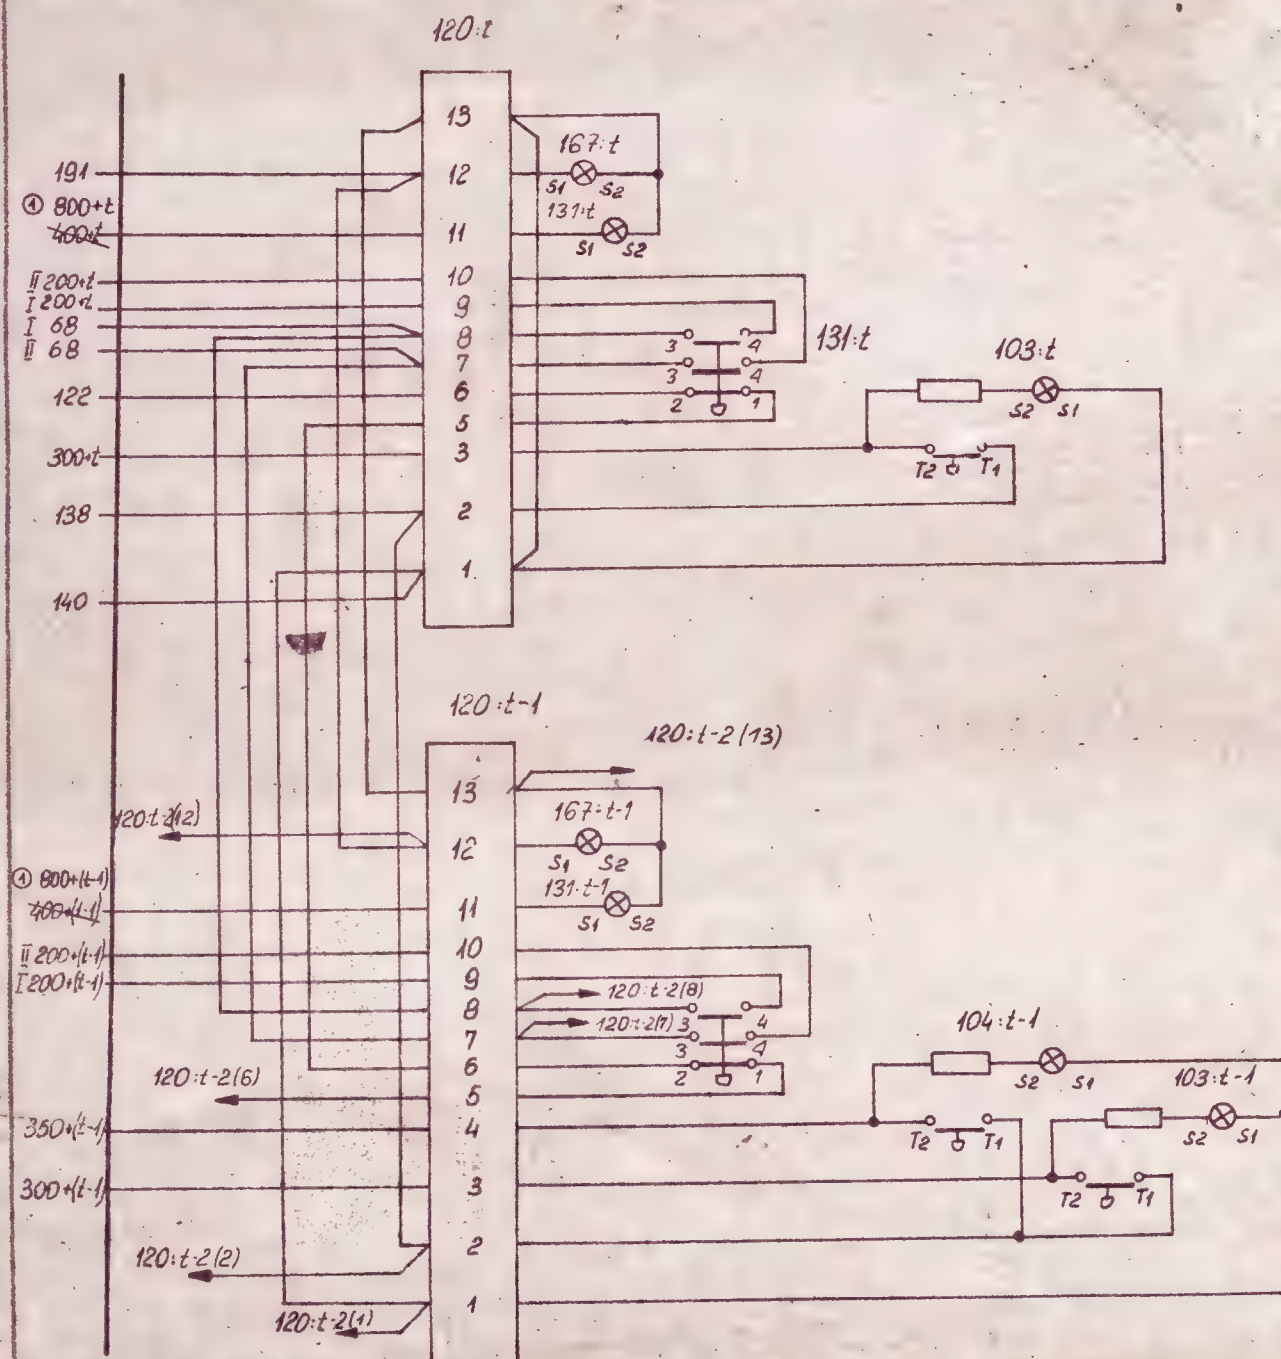 120:t
13
167:t
191
12
S1 S2
① 800+t
131:t
400+t
11
S1 S2
II 200+t
10
I 200+t
9
I 68
8
3 4
131:t
II 68
7
3 4
103:t
122
6
2 1
S2 S1
5
300+t
3
T2 T1
138
2
1
140
120:t-1
120:t-2(13)
13
167:t-1
120:t-2(12)
12
S1 S2
① 800+(t-1)
131:t-1
400+(t-1)
11
S1 S2
II 200+(t-1)
10
I 200+(t-1)
9
120:t-2(8)
8
3 4
120:t-2(7)
7
3 4
104:t-1
120:t-2(6)
6
2 1
S2 S1
103:t-1
5
350+(t-1)
4
T2 T1
S2 S1
300+(t-1)
3
T2 T1
120:t-2(2)
2
120:t-2(1)
1